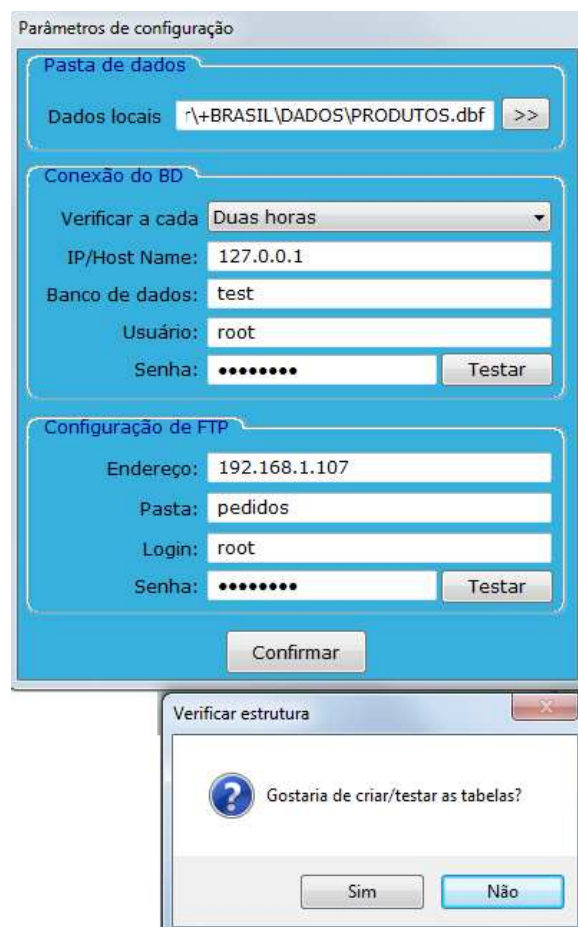 Parâmetros de configuração
Pasta de dados
Dados locais r\+BRASIL\DADOS\PRODUTOS.dbf >>
Conexão do BD
Verificar a cada Duas horas
IP/Host Name: 127.0.0.1
Banco de dados: test
Usuário: root
Senha: •••••••• Testar
Configuração de FTP
Endereço: 192.168.1.107
Pasta: pedidos
Login: root
Senha: •••••••• Testar
Confirmar
Verificar estrutura
Gostaria de criar/testar as tabelas?
Sim Não